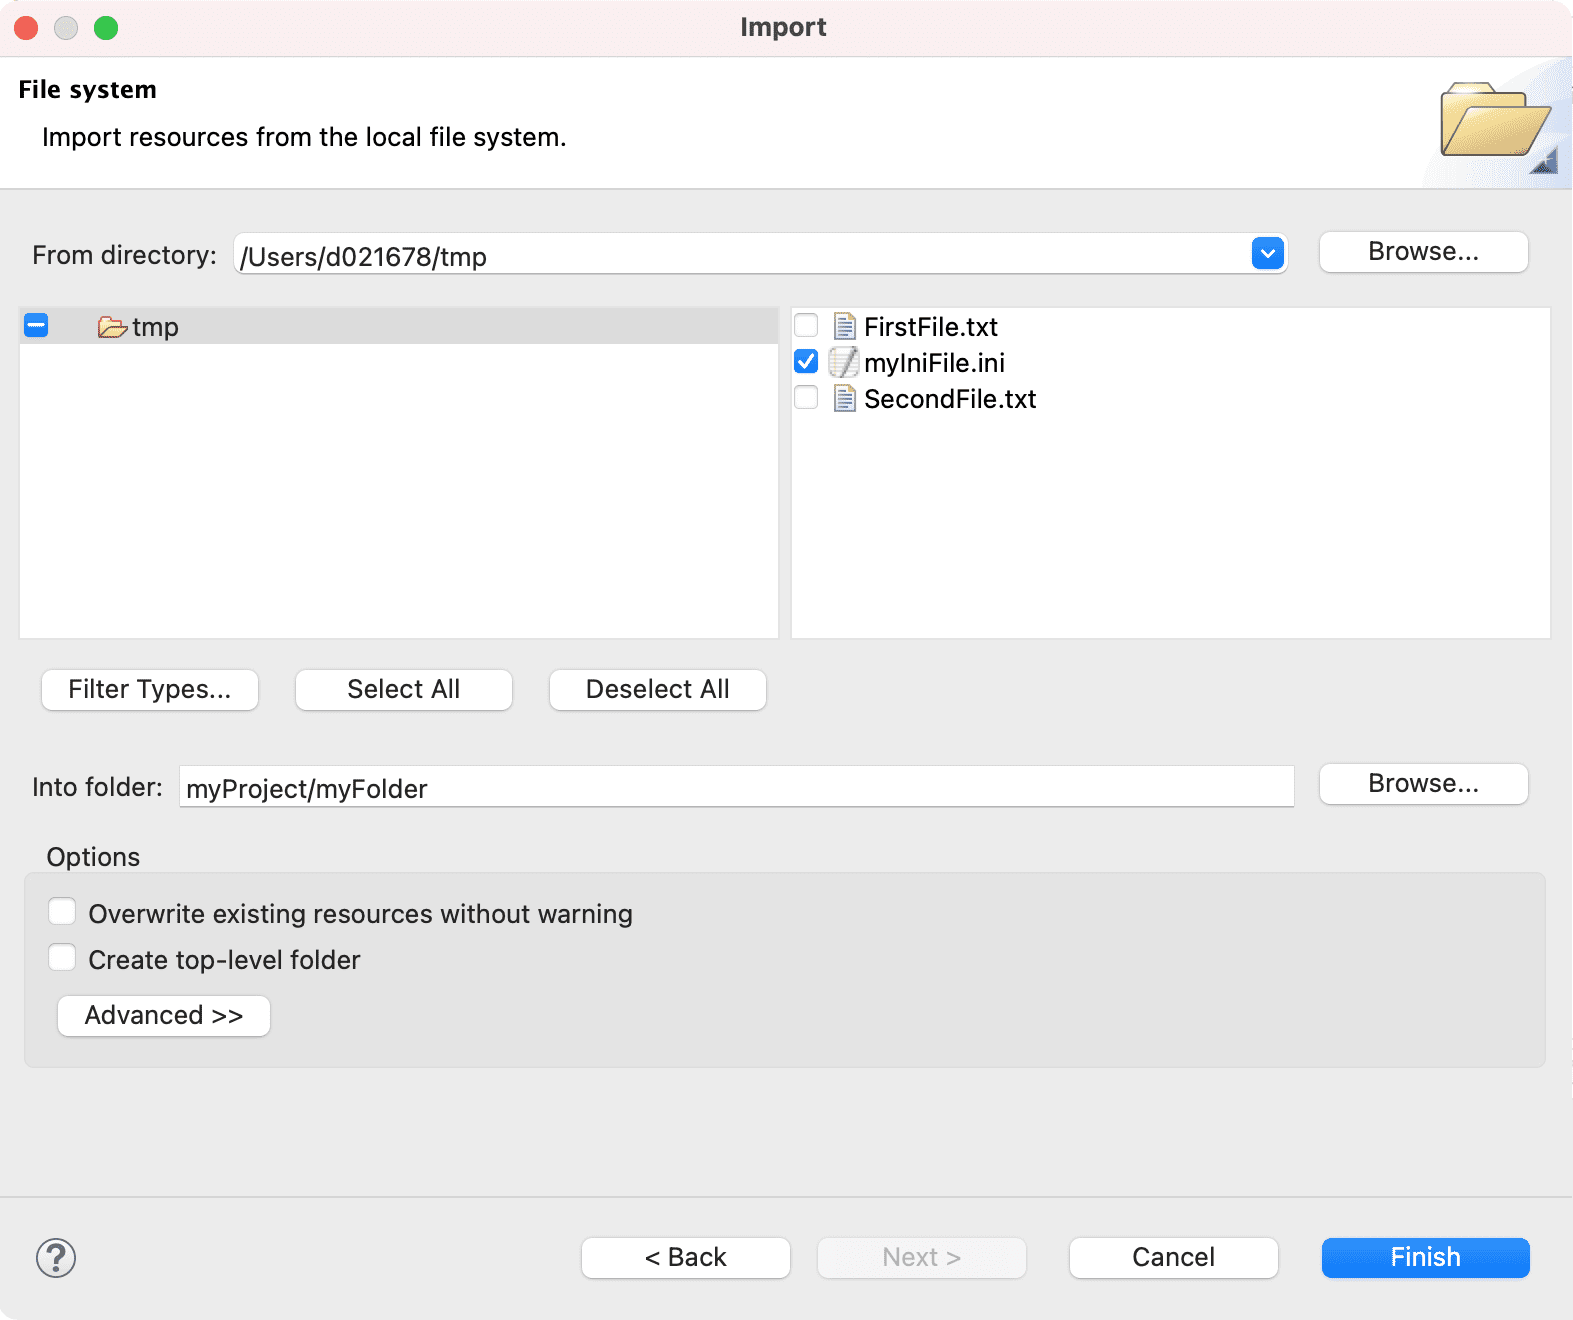 Import
File system
Import resources from the local file system.
From directory: /Users/d021678/tmp Browse...
tmp
FirstFile.txt
myIniFile.ini
SecondFile.txt
Filter Types... Select All Deselect All
Into folder: myProject/myFolder Browse...
Options
Overwrite existing resources without warning
Create top-level folder
Advanced >>
? < Back Next > Cancel Finish